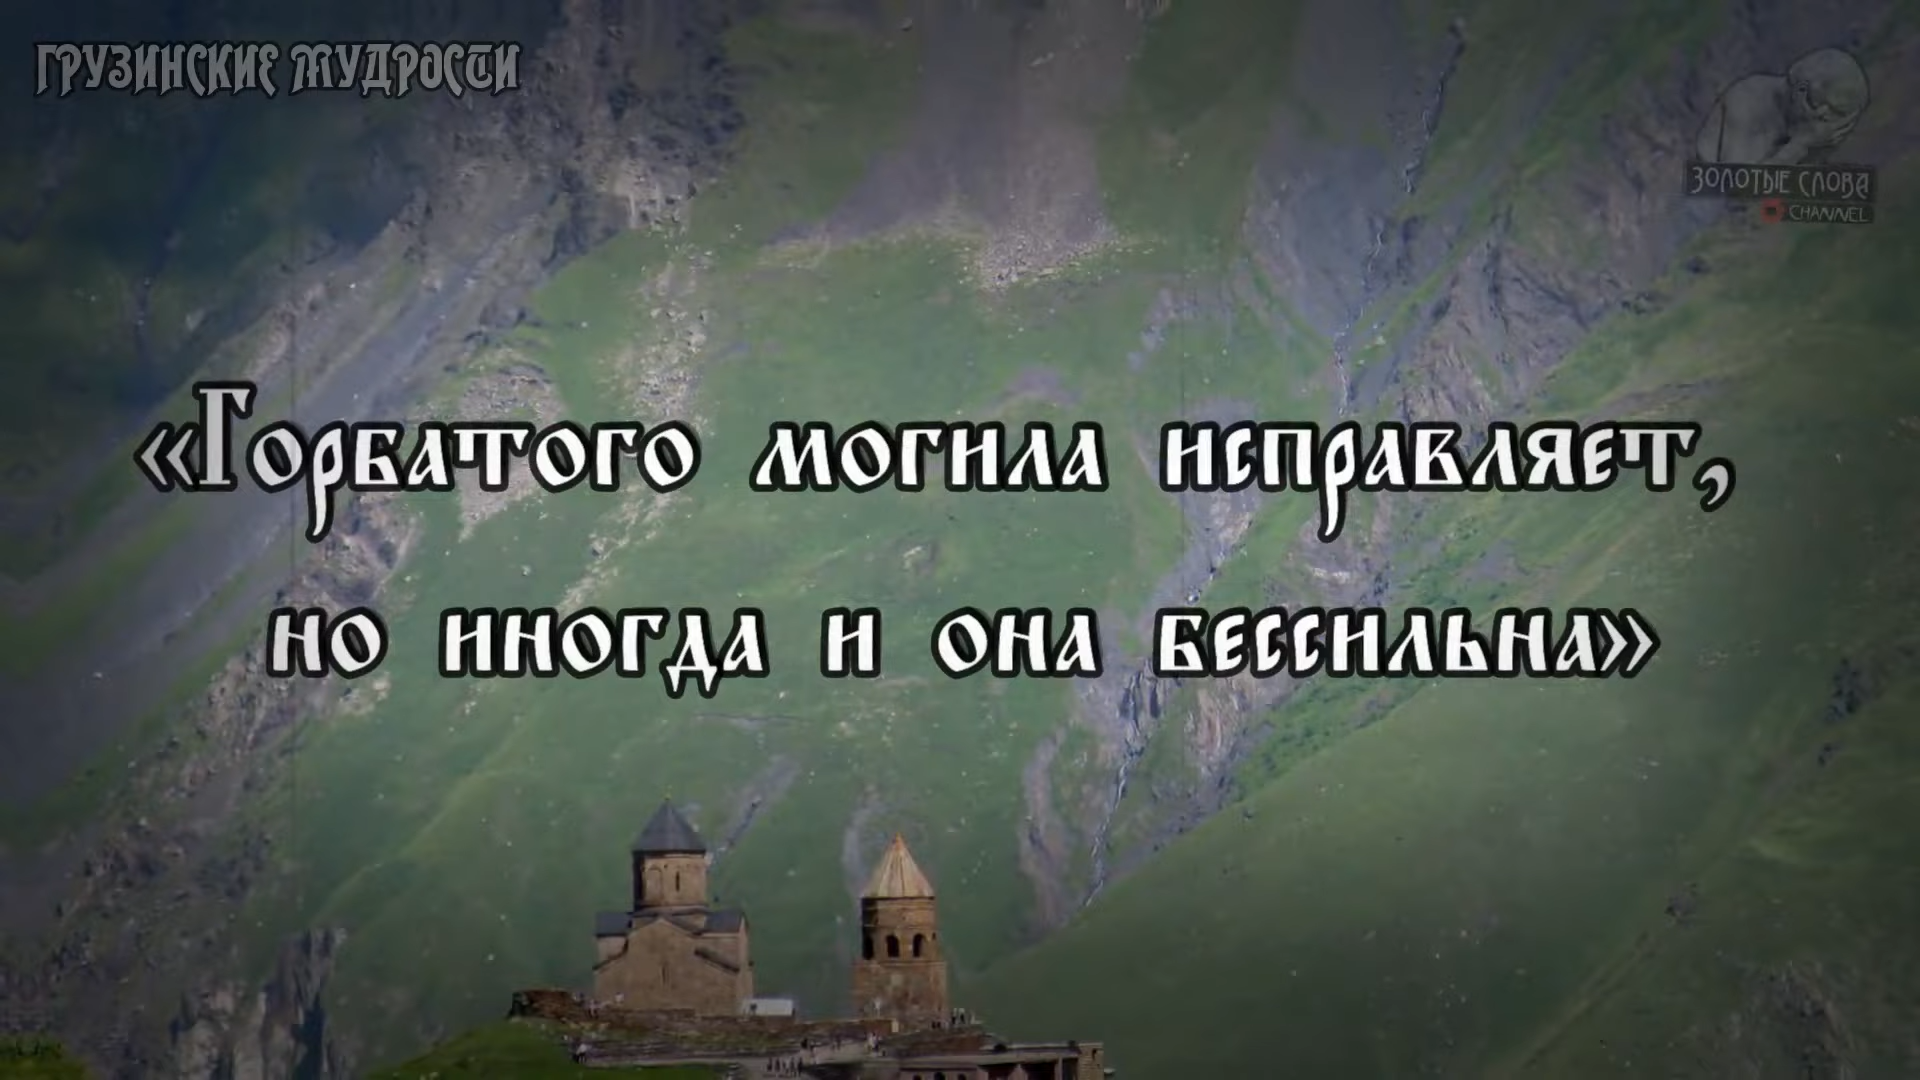 ГРУЗИНСКИЕ МУДРОСТИ
ЗОЛОТЫЕ СЛОВА
CHANNEL
«Горбатого могила исправляет,
но иногда и она бессильна»